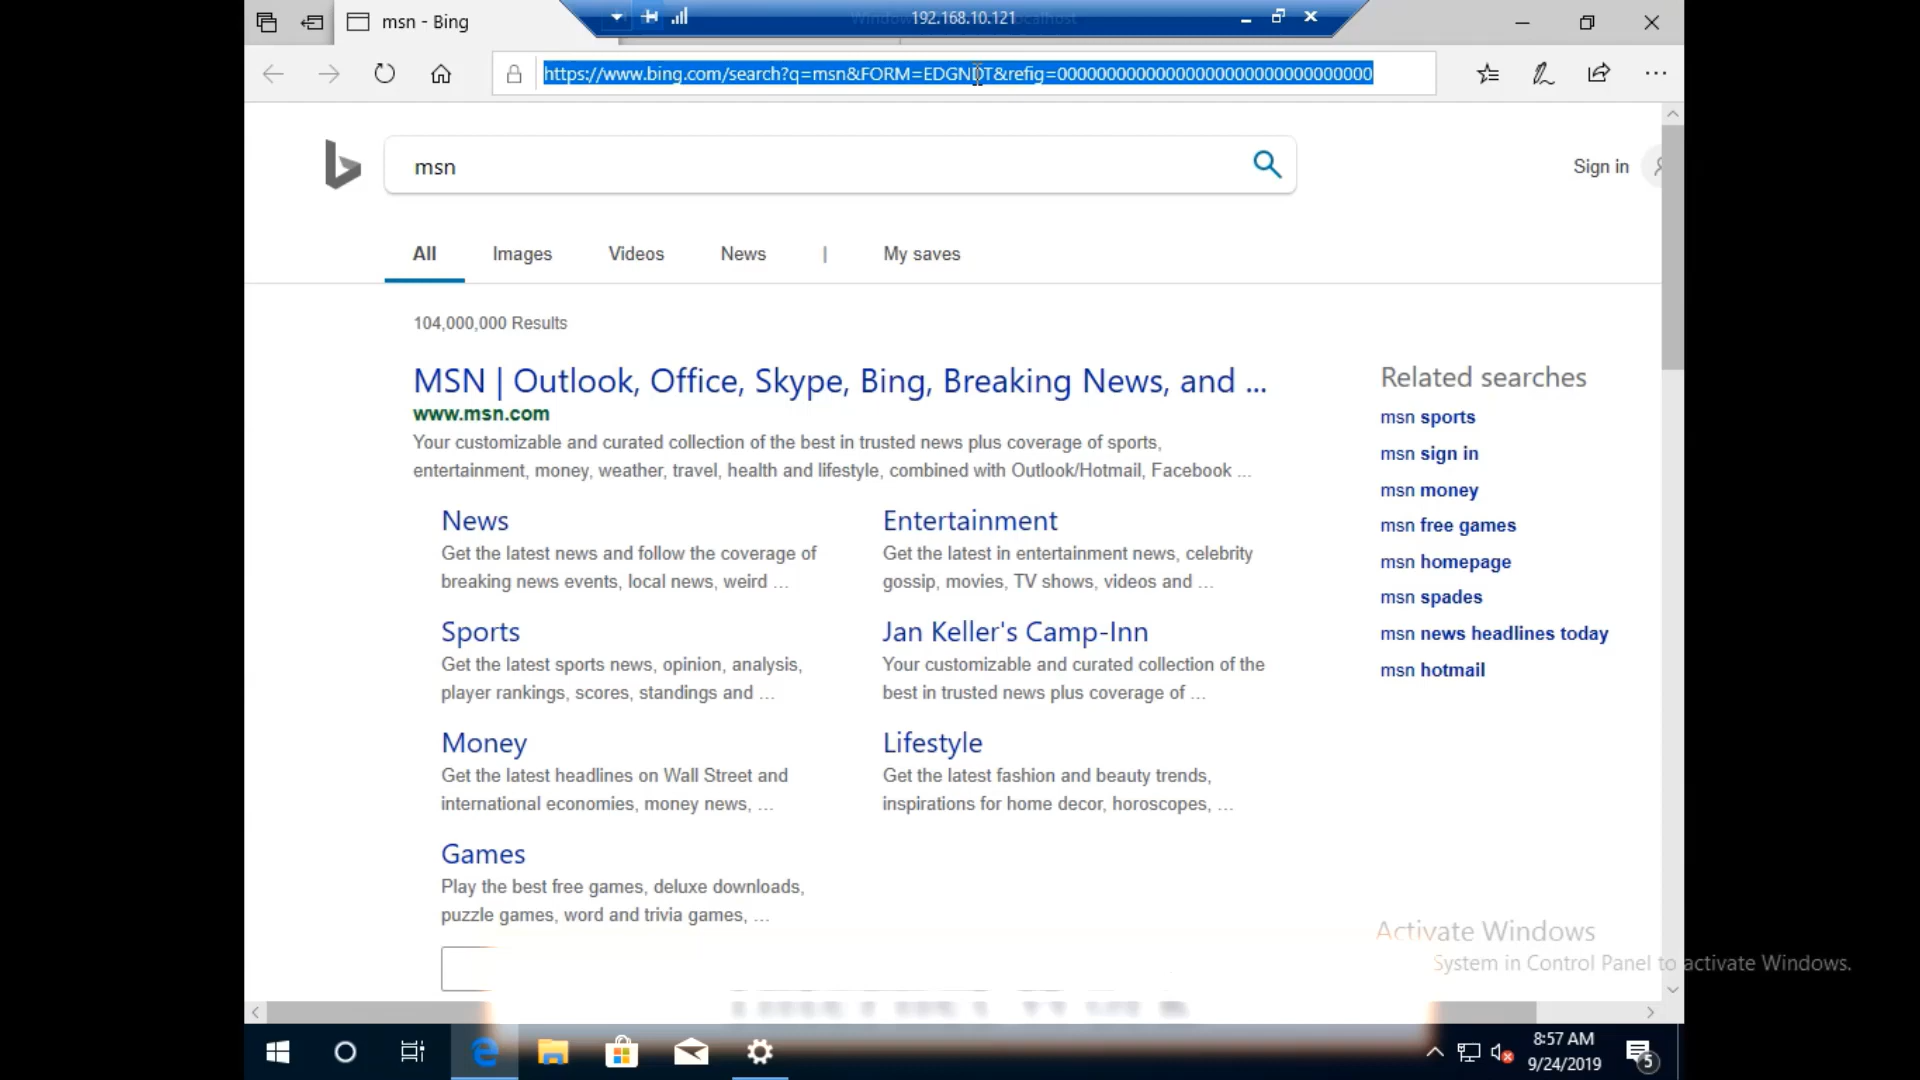 msn - Bing
192.168.10.121
https://www.bing.com/search?q=msn&FORM=EDGNDT&refig=00000000000000000000000000000000
msn
Sign in
All Images Videos News | My saves
104,000,000 Results
MSN | Outlook, Office, Skype, Bing, Breaking News, and ...
www.msn.com
Your customizable and curated collection of the best in trusted news plus coverage of sports,
entertainment, money, weather, travel, health and lifestyle, combined with Outlook/Hotmail, Facebook ...
News
Get the latest news and follow the coverage of
breaking news events, local news, weird ...
Entertainment
Get the latest in entertainment news, celebrity
gossip, movies, TV shows, videos and ...
Sports
Get the latest sports news, opinion, analysis,
player rankings, scores, standings and ...
Jan Keller's Camp-Inn
Your customizable and curated collection of the
best in trusted news plus coverage of ...
Money
Get the latest headlines on Wall Street and
international economies, money news, ...
Lifestyle
Get the latest fashion and beauty trends,
inspirations for home decor, horoscopes, ...
Games
Play the best free games, deluxe downloads,
puzzle games, word and trivia games, ...
Related searches
msn sports
msn sign in
msn money
msn free games
msn homepage
msn spades
msn news headlines today
msn hotmail
Activate Windows
System in Control Panel to activate Windows.
8:57 AM
9/24/2019
5